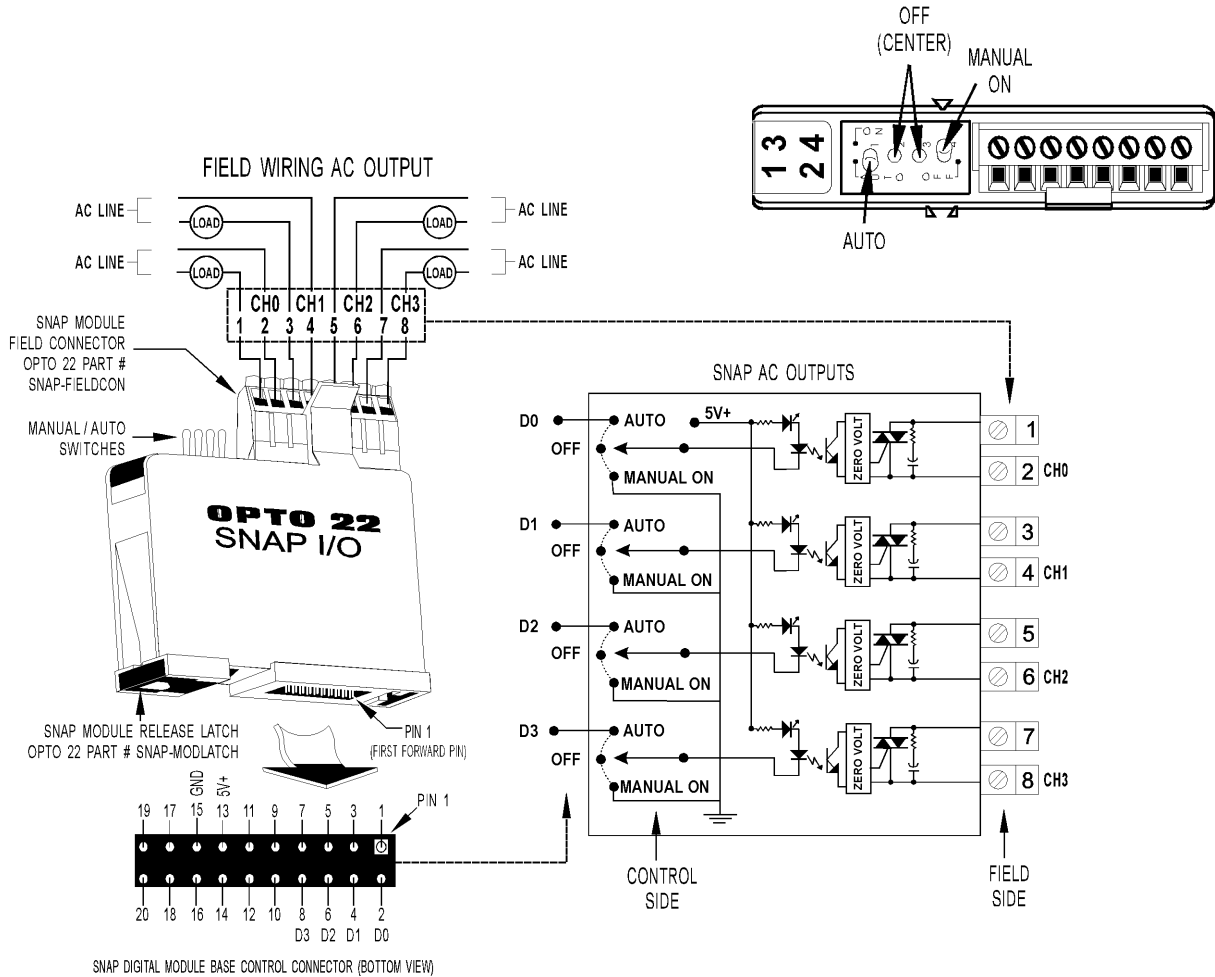 OFF
(CENTER)
MANUAL
ON
1 3
2 4
O N
1 2 3 4
A U T O
O F F
AUTO
FIELD WIRING AC OUTPUT
AC LINE
LOAD
LOAD
AC LINE
AC LINE
LOAD
LOAD
AC LINE
CH0 CH1 CH2 CH3
1 2 3 4 5 6 7 8
SNAP MODULE
FIELD CONNECTOR
OPTO 22 PART #
SNAP-FIELDCON
MANUAL / AUTO
SWITCHES
OPTO 22
SNAP I/O
SNAP MODULE RELEASE LATCH
OPTO 22 PART # SNAP-MODLATCH
PIN 1
(FIRST FORWARD PIN)
GND
5V+
PIN 1
19 17 15 13 11 9 7 5 3 1
20 18 16 14 12 10 8 6 4 2
D3 D2 D1 D0
SNAP DIGITAL MODULE BASE CONTROL CONNECTOR (BOTTOM VIEW)
SNAP AC OUTPUTS
D0
AUTO
5V+
OFF
MANUAL ON
ZERO VOLT
1
2 CH0
D1
AUTO
OFF
MANUAL ON
ZERO VOLT
3
4 CH1
D2
AUTO
OFF
MANUAL ON
ZERO VOLT
5
6 CH2
D3
AUTO
OFF
MANUAL ON
ZERO VOLT
7
8 CH3
CONTROL
SIDE
FIELD
SIDE